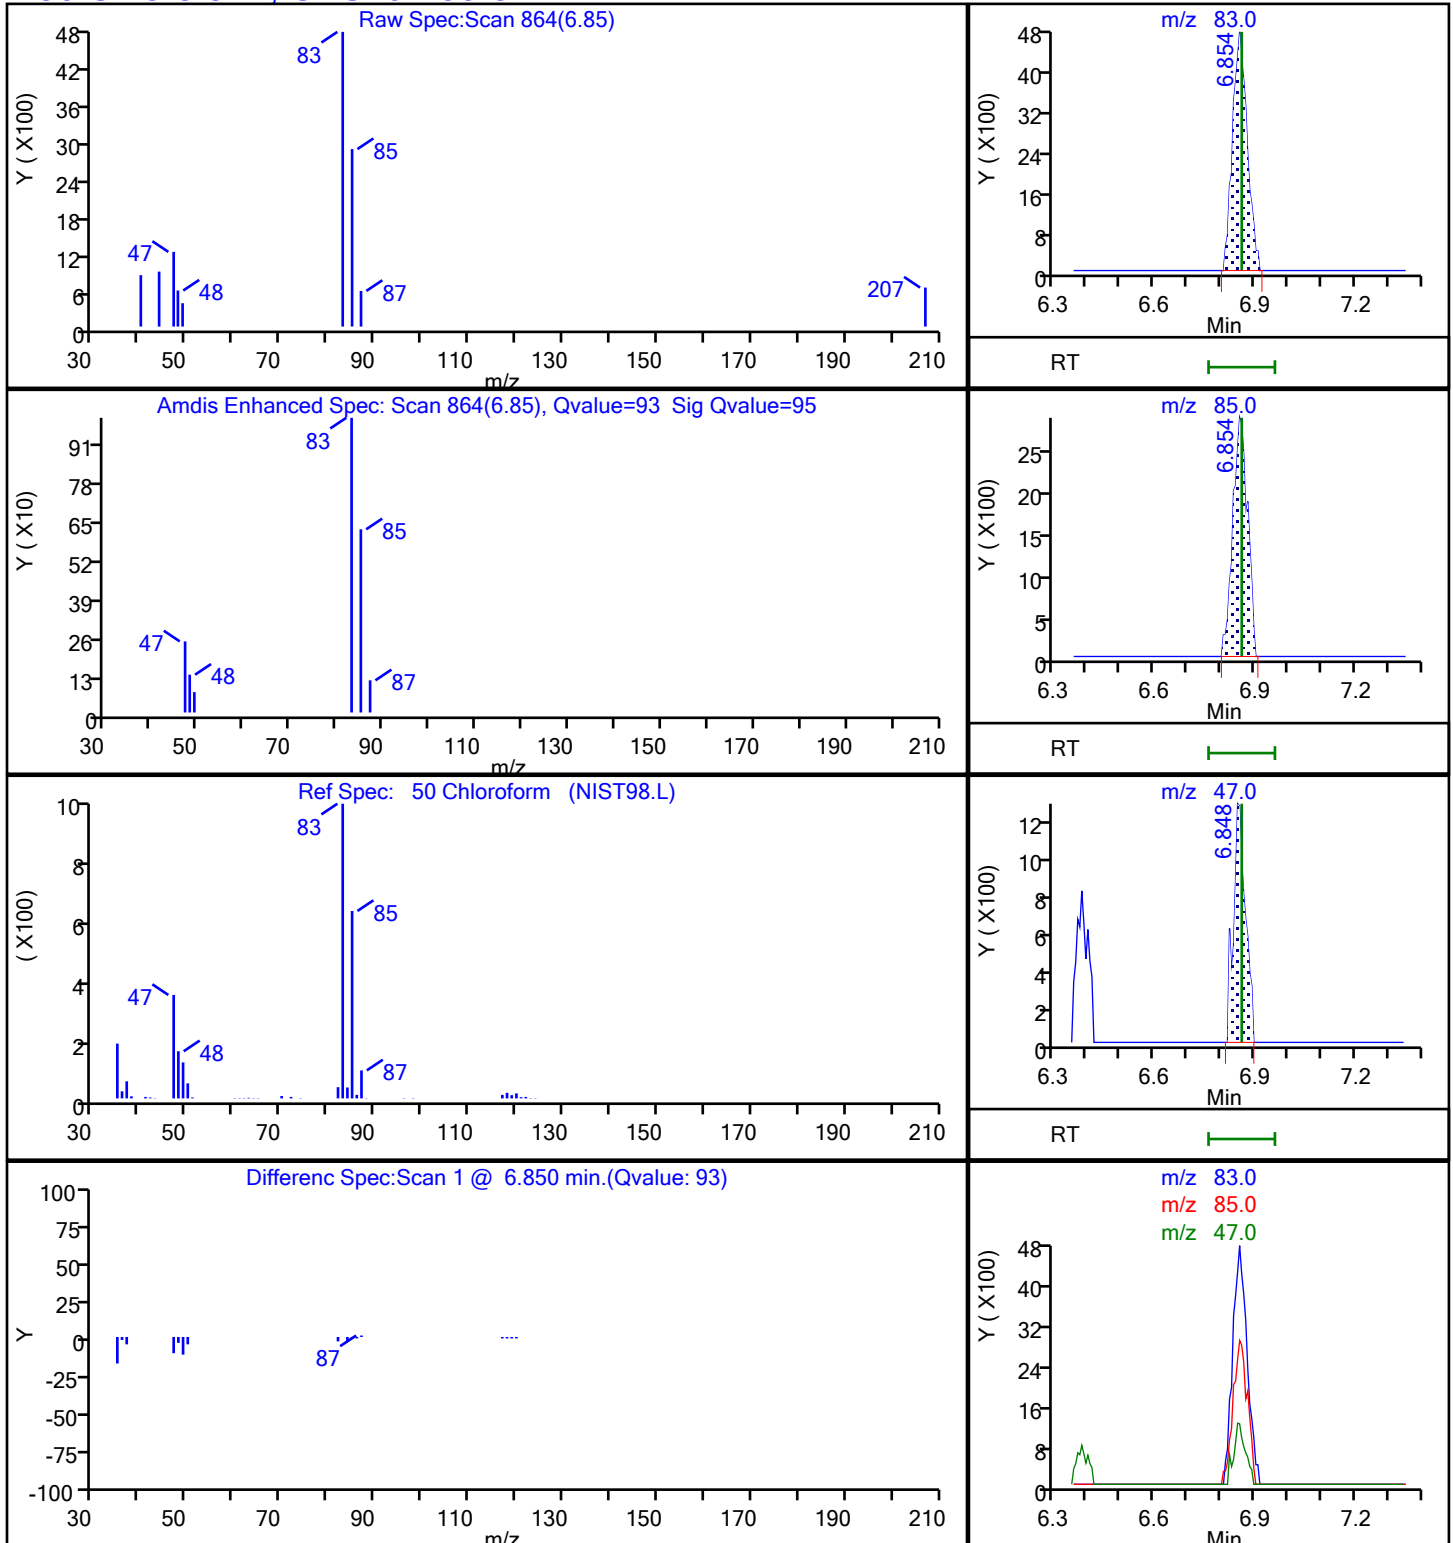 Raw Spec:Scan 864(6.85)
Y ( X100)
48
42
36
30
24
18
12
6
0
83
85
47
48
87
207
30 50 70 90 110 130 150 170 190 210
m/z
m/z 83.0
Y ( X100)
48
40
32
24
16
8
0
6.854
6.3 6.6 6.9 7.2
Min
RT
Amdis Enhanced Spec: Scan 864(6.85), Qvalue=93 Sig Qvalue=95
Y ( X10)
91
78
65
52
39
26
13
0
83
85
47
48
87
30 50 70 90 110 130 150 170 190 210
m/z
m/z 85.0
Y ( X100)
25
20
15
10
5
0
6.854
6.3 6.6 6.9 7.2
Min
RT
Ref Spec: 50 Chloroform (NIST98.L)
( X100)
10
8
6
4
2
0
83
85
47
48
87
30 50 70 90 110 130 150 170 190 210
m/z 47.0
Y ( X100)
12
10
8
6
4
2
0
6.848
6.3 6.6 6.9 7.2
Min
RT
Differenc Spec:Scan 1 @ 6.850 min.(Qvalue: 93)
Y
100
75
50
25
0
-25
-50
-75
-100
87
30 50 70 90 110 130 150 170 190 210
m/z
m/z 83.0
m/z 85.0
m/z 47.0
Y ( X100)
48
40
32
24
16
8
0
6.3 6.6 6.9 7.2
Min